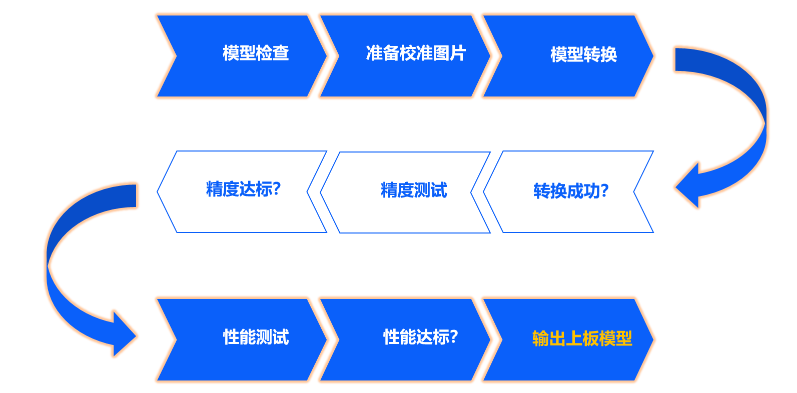 模型检查
准备校准图片
模型转换
转换成功?
精度测试
精度达标?
性能测试
性能达标?
输出上板模型